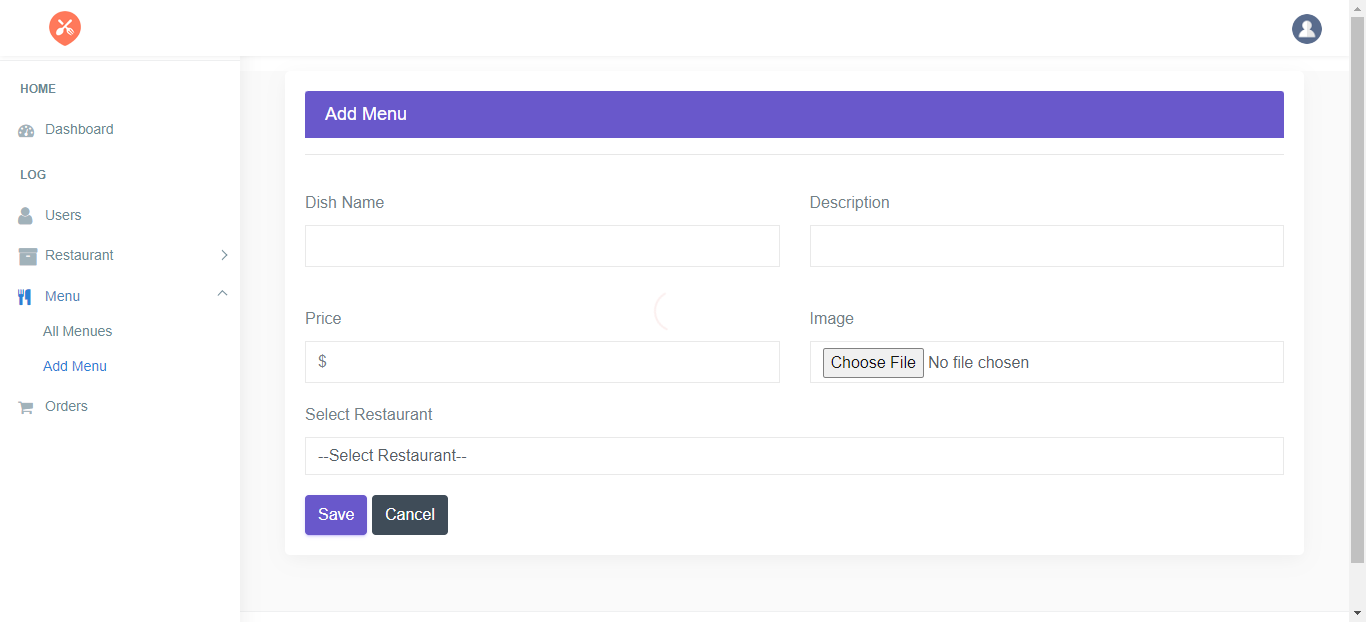 HOME
Dashboard
LOG
Users
Restaurant
Menu
All Menues
Add Menu
Orders
Add Menu
Dish Name
Description
Price
$
Image
Choose File No file chosen
Select Restaurant
--Select Restaurant--
Save
Cancel